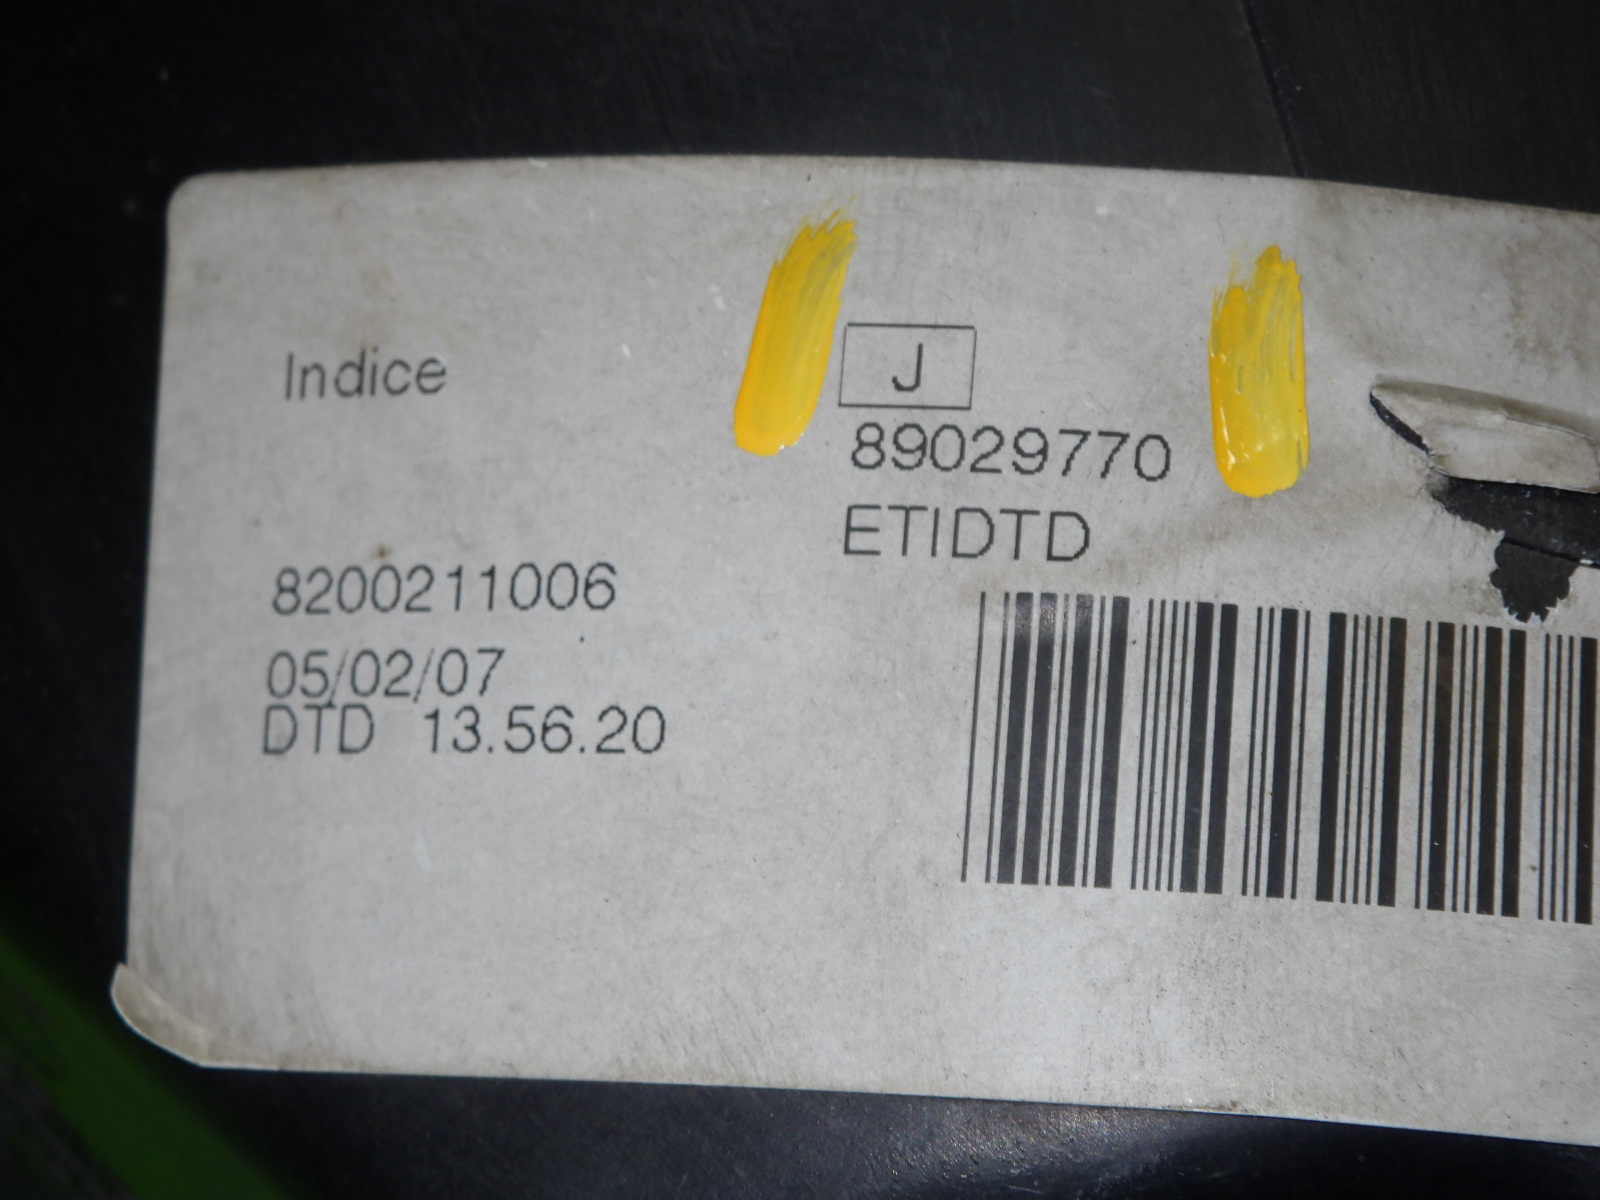 Indice
J
89029770
ETIDTD
8200211006
05/02/07
DTD 13.56.20